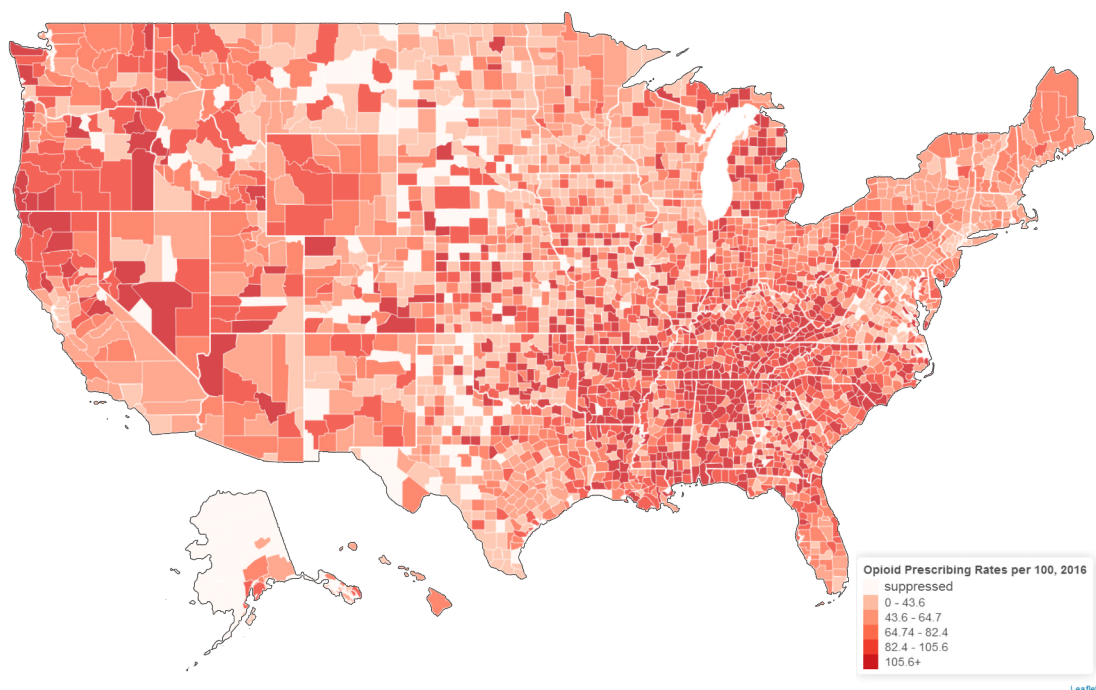 Opioid Prescribing Rates per 100, 2016
suppressed
0 - 43.6
43.6 - 64.7
64.74 - 82.4
82.4 - 105.6
105.6+
Leaflet